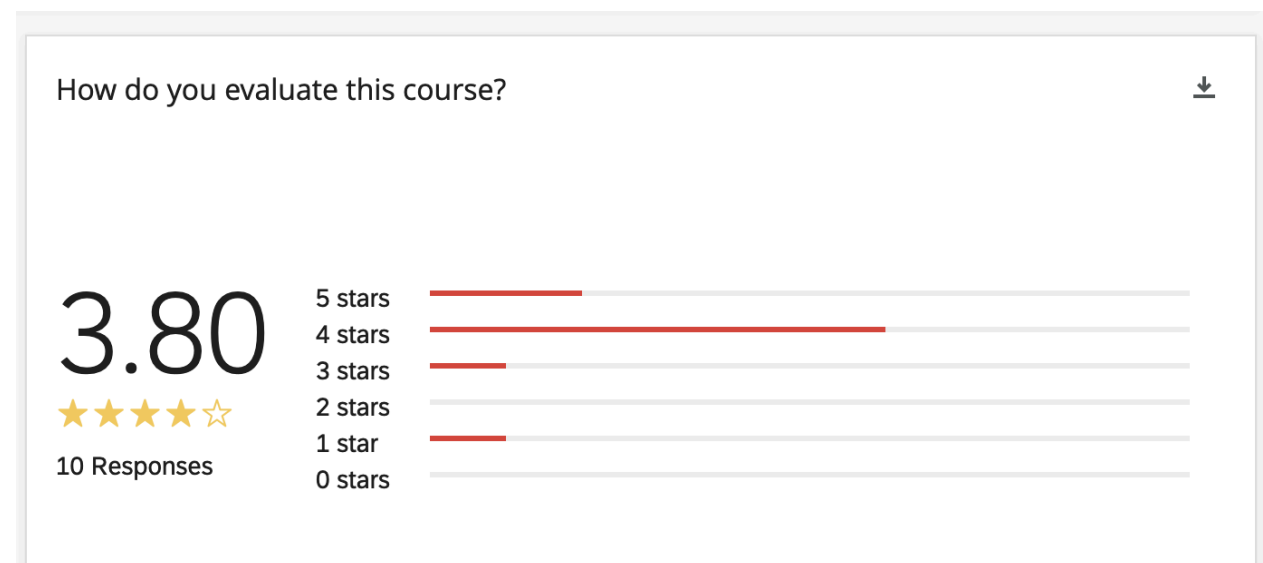 How do you evaluate this course?
3.80
10 Responses
5 stars
4 stars
3 stars
2 stars
1 star
0 stars